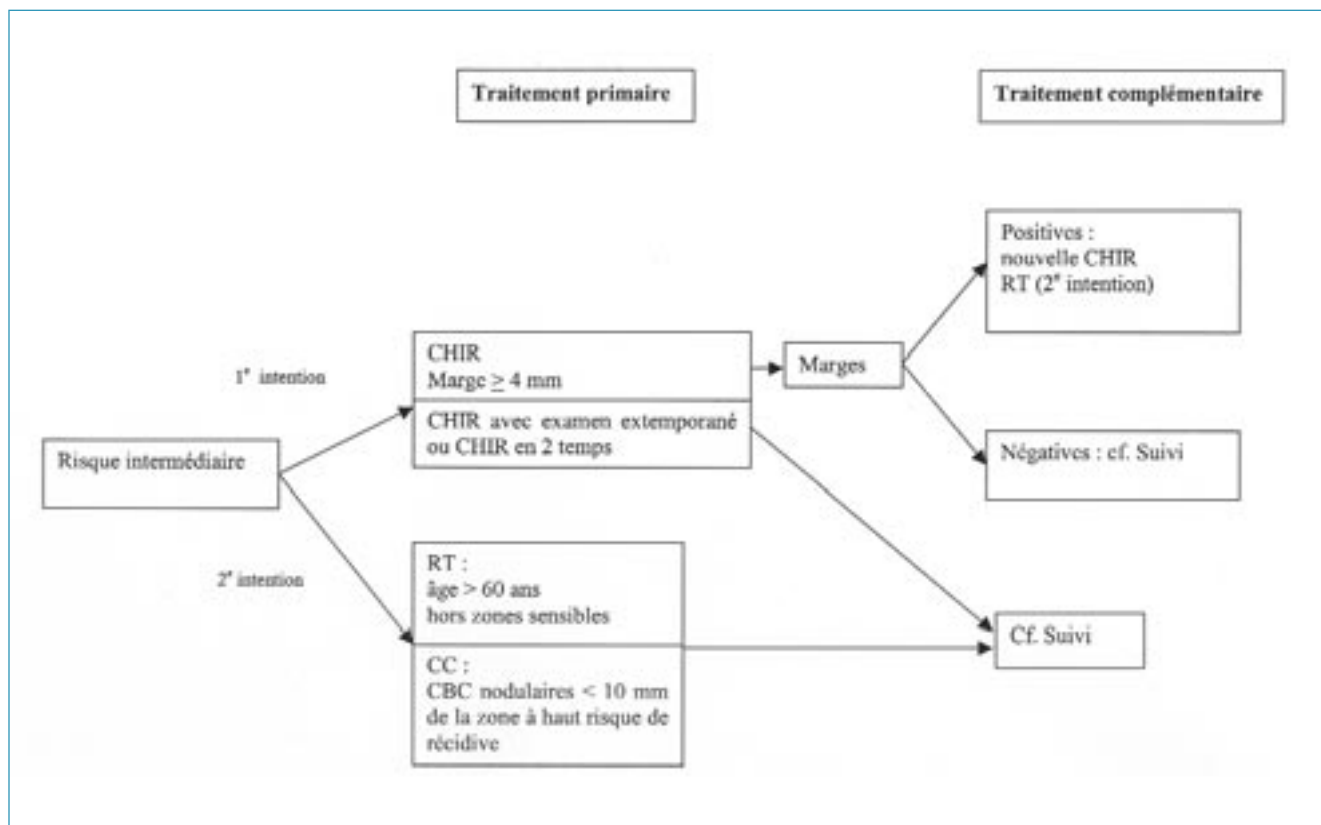 Traitement primaire
Traitement complémentaire
Positives :
nouvelle CHIR
RT (2e intention)
1e intention
CHIR
Marge ≥ 4 mm
Marges
CHIR avec examen extemporané
ou CHIR en 2 temps
Risque intermédiaire
Négatives : cf. Suivi
2e intention
RT :
âge > 60 ans
hors zones sensibles
CC :
CBC nodulaires < 10 mm
de la zone à haut risque de
récidive
Cf. Suivi